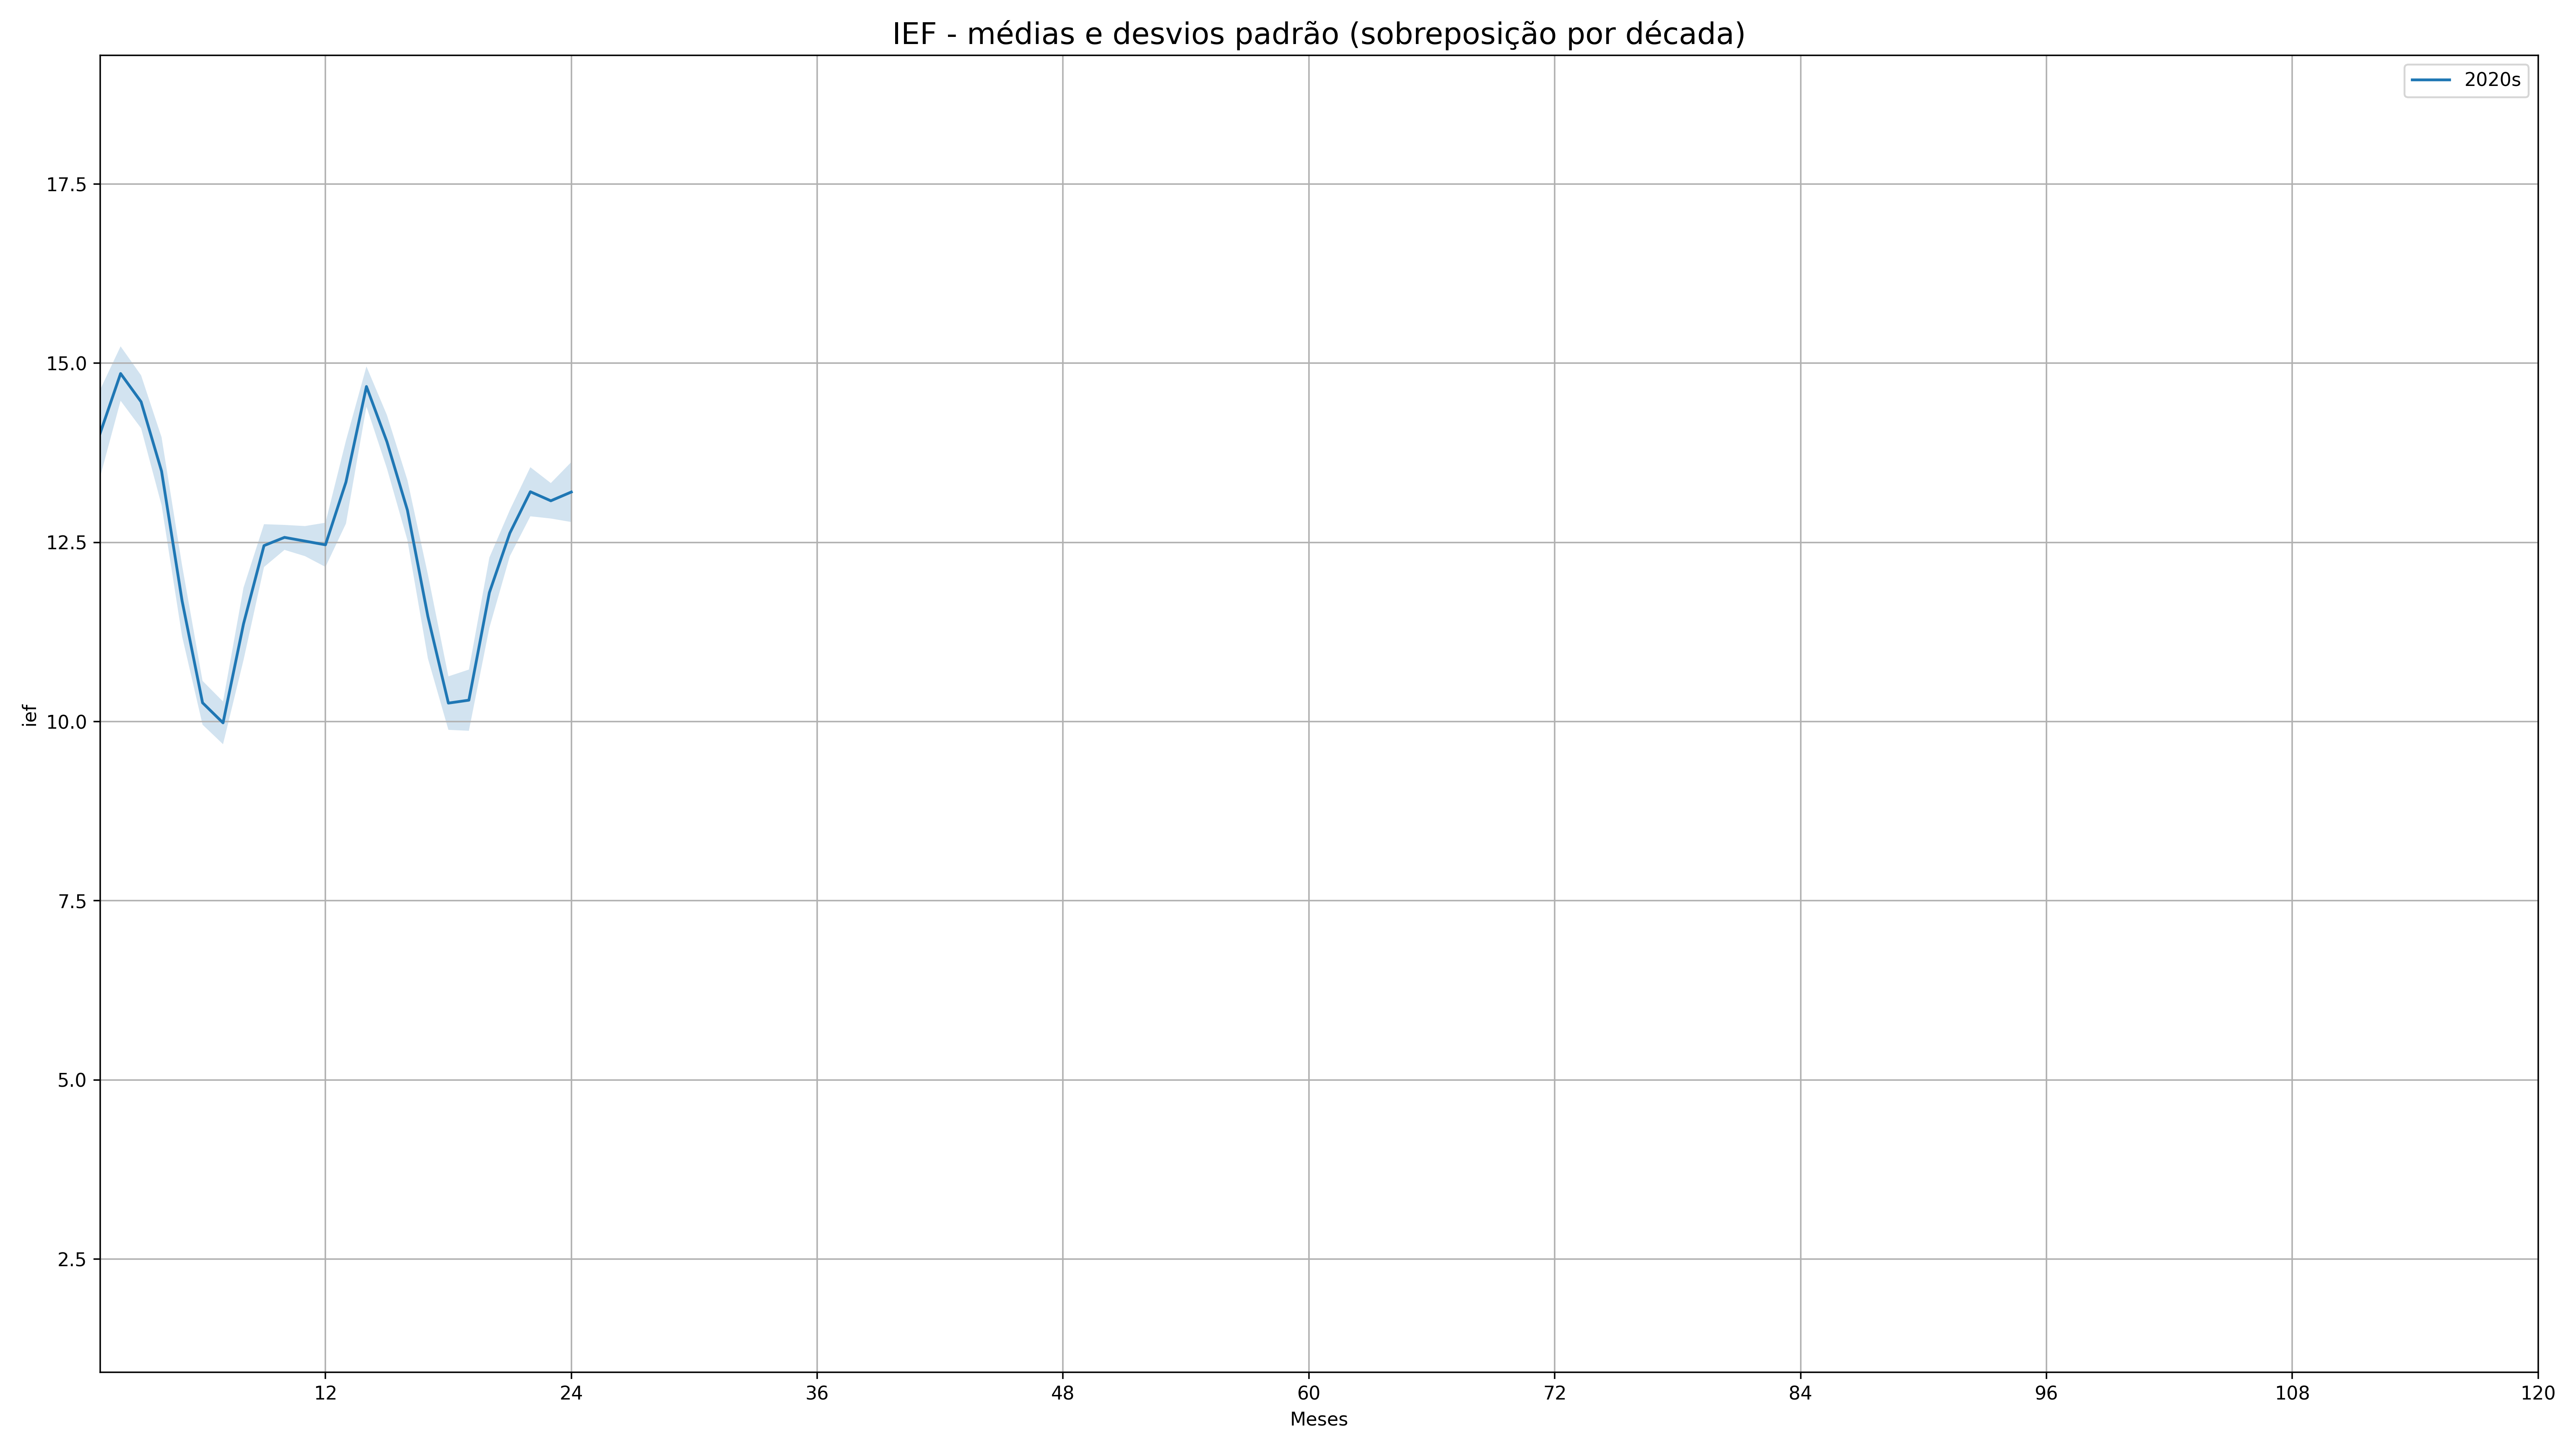 IEF - médias e desvios padrão (sobreposição por década)
2020s
17.5
15.0
12.5
10.0
7.5
5.0
2.5
ief
12 24 36 48 60 72 84 96 108 120
Meses